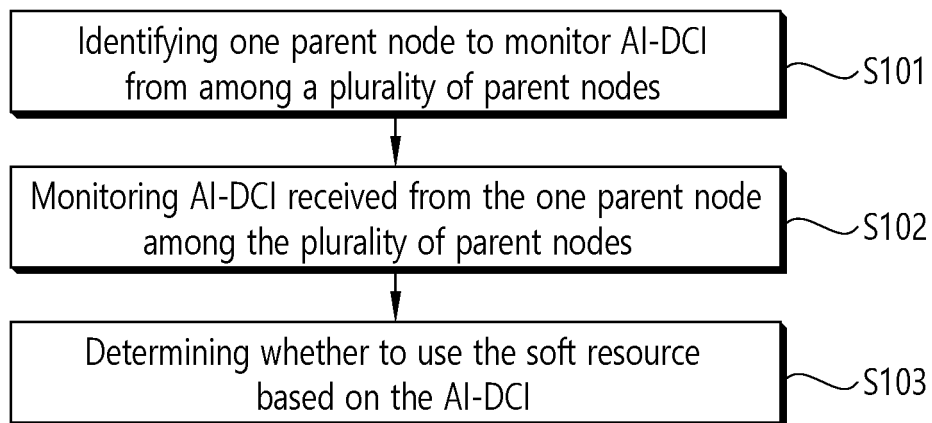 Identifying one parent node to monitor AI-DCI
from among a plurality of parent nodes
S101
Monitoring AI-DCI received from the one parent node
among the plurality of parent nodes
S102
Determining whether to use the soft resource
based on the AI-DCI
S103